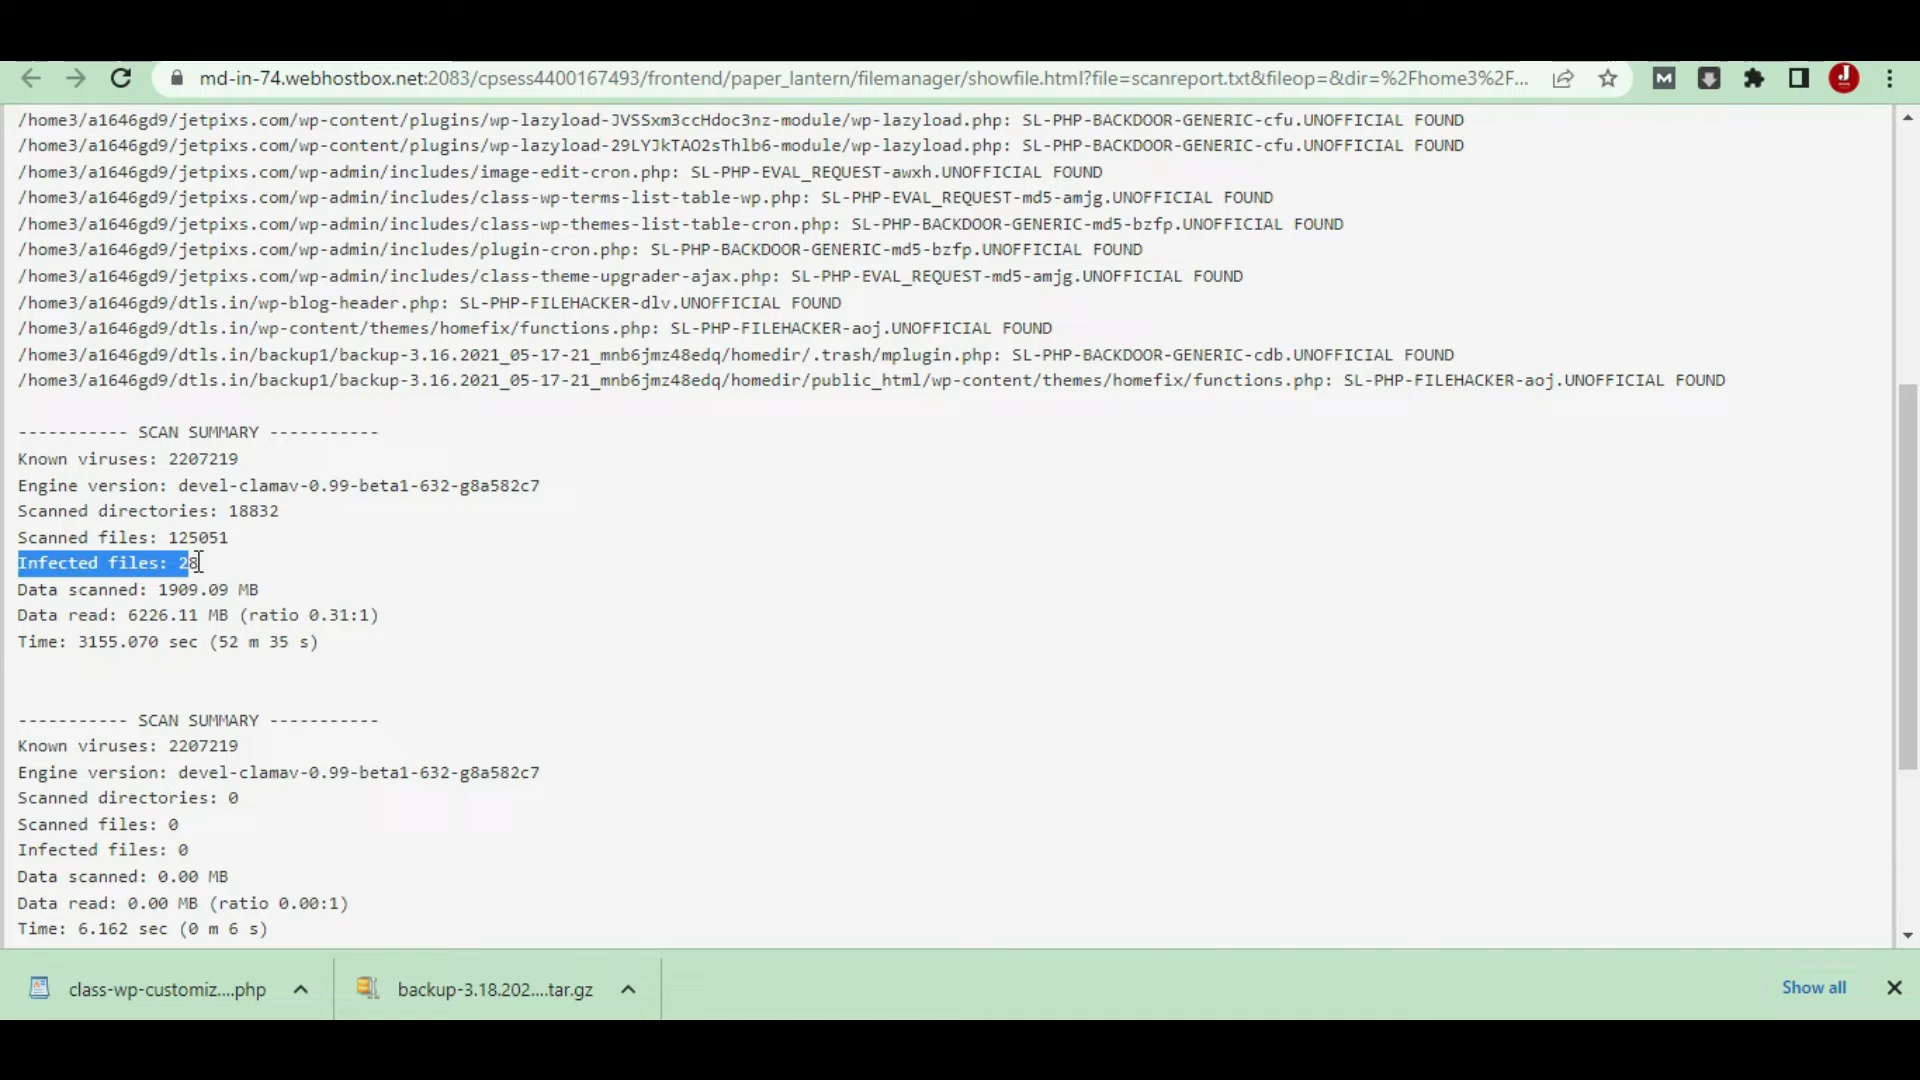 md-in-74.webhostbox.net:2083/cpsess4400167493/frontend/paper_lantern/filemanager/showfile.html?file=scanreport.txt&fileop=&dir=%2Fhome3%2F...
/home3/a1646gd9/jetpixs.com/wp-content/plugins/wp-lazyload-JVSSxm3ccHdoc3nz-module/wp-lazyload.php: SL-PHP-BACKDOOR-GENERIC-cfu.UNOFFICIAL FOUND
/home3/a1646gd9/jetpixs.com/wp-content/plugins/wp-lazyload-29LYJkTAO2sThlb6-module/wp-lazyload.php: SL-PHP-BACKDOOR-GENERIC-cfu.UNOFFICIAL FOUND
/home3/a1646gd9/jetpixs.com/wp-admin/includes/image-edit-cron.php: SL-PHP-EVAL_REQUEST-awxh.UNOFFICIAL FOUND
/home3/a1646gd9/jetpixs.com/wp-admin/includes/class-wp-terms-list-table-wp.php: SL-PHP-EVAL_REQUEST-md5-amjg.UNOFFICIAL FOUND
/home3/a1646gd9/jetpixs.com/wp-admin/includes/class-wp-themes-list-table-cron.php: SL-PHP-BACKDOOR-GENERIC-md5-bzfp.UNOFFICIAL FOUND
/home3/a1646gd9/jetpixs.com/wp-admin/includes/plugin-cron.php: SL-PHP-BACKDOOR-GENERIC-md5-bzfp.UNOFFICIAL FOUND
/home3/a1646gd9/jetpixs.com/wp-admin/includes/class-theme-upgrader-ajax.php: SL-PHP-EVAL_REQUEST-md5-amjg.UNOFFICIAL FOUND
/home3/a1646gd9/dtls.in/wp-blog-header.php: SL-PHP-FILEHACKER-dlv.UNOFFICIAL FOUND
/home3/a1646gd9/dtls.in/wp-content/themes/homefix/functions.php: SL-PHP-FILEHACKER-aoj.UNOFFICIAL FOUND
/home3/a1646gd9/dtls.in/backup1/backup-3.16.2021_05-17-21_mnb6jmz48edq/homedir/.trash/mplugin.php: SL-PHP-BACKDOOR-GENERIC-cdb.UNOFFICIAL FOUND
/home3/a1646gd9/dtls.in/backup1/backup-3.16.2021_05-17-21_mnb6jmz48edq/homedir/public_html/wp-content/themes/homefix/functions.php: SL-PHP-FILEHACKER-aoj.UNOFFICIAL FOUND
----------- SCAN SUMMARY -----------
Known viruses: 2207219
Engine version: devel-clamav-0.99-beta1-632-g8a582c7
Scanned directories: 18832
Scanned files: 125051
Infected files: 28
Data scanned: 1909.09 MB
Data read: 6226.11 MB (ratio 0.31:1)
Time: 3155.070 sec (52 m 35 s)
----------- SCAN SUMMARY -----------
Known viruses: 2207219
Engine version: devel-clamav-0.99-beta1-632-g8a582c7
Scanned directories: 0
Scanned files: 0
Infected files: 0
Data scanned: 0.00 MB
Data read: 0.00 MB (ratio 0.00:1)
Time: 6.162 sec (0 m 6 s)
class-wp-customiz....php
backup-3.18.202....tar.gz
Show all